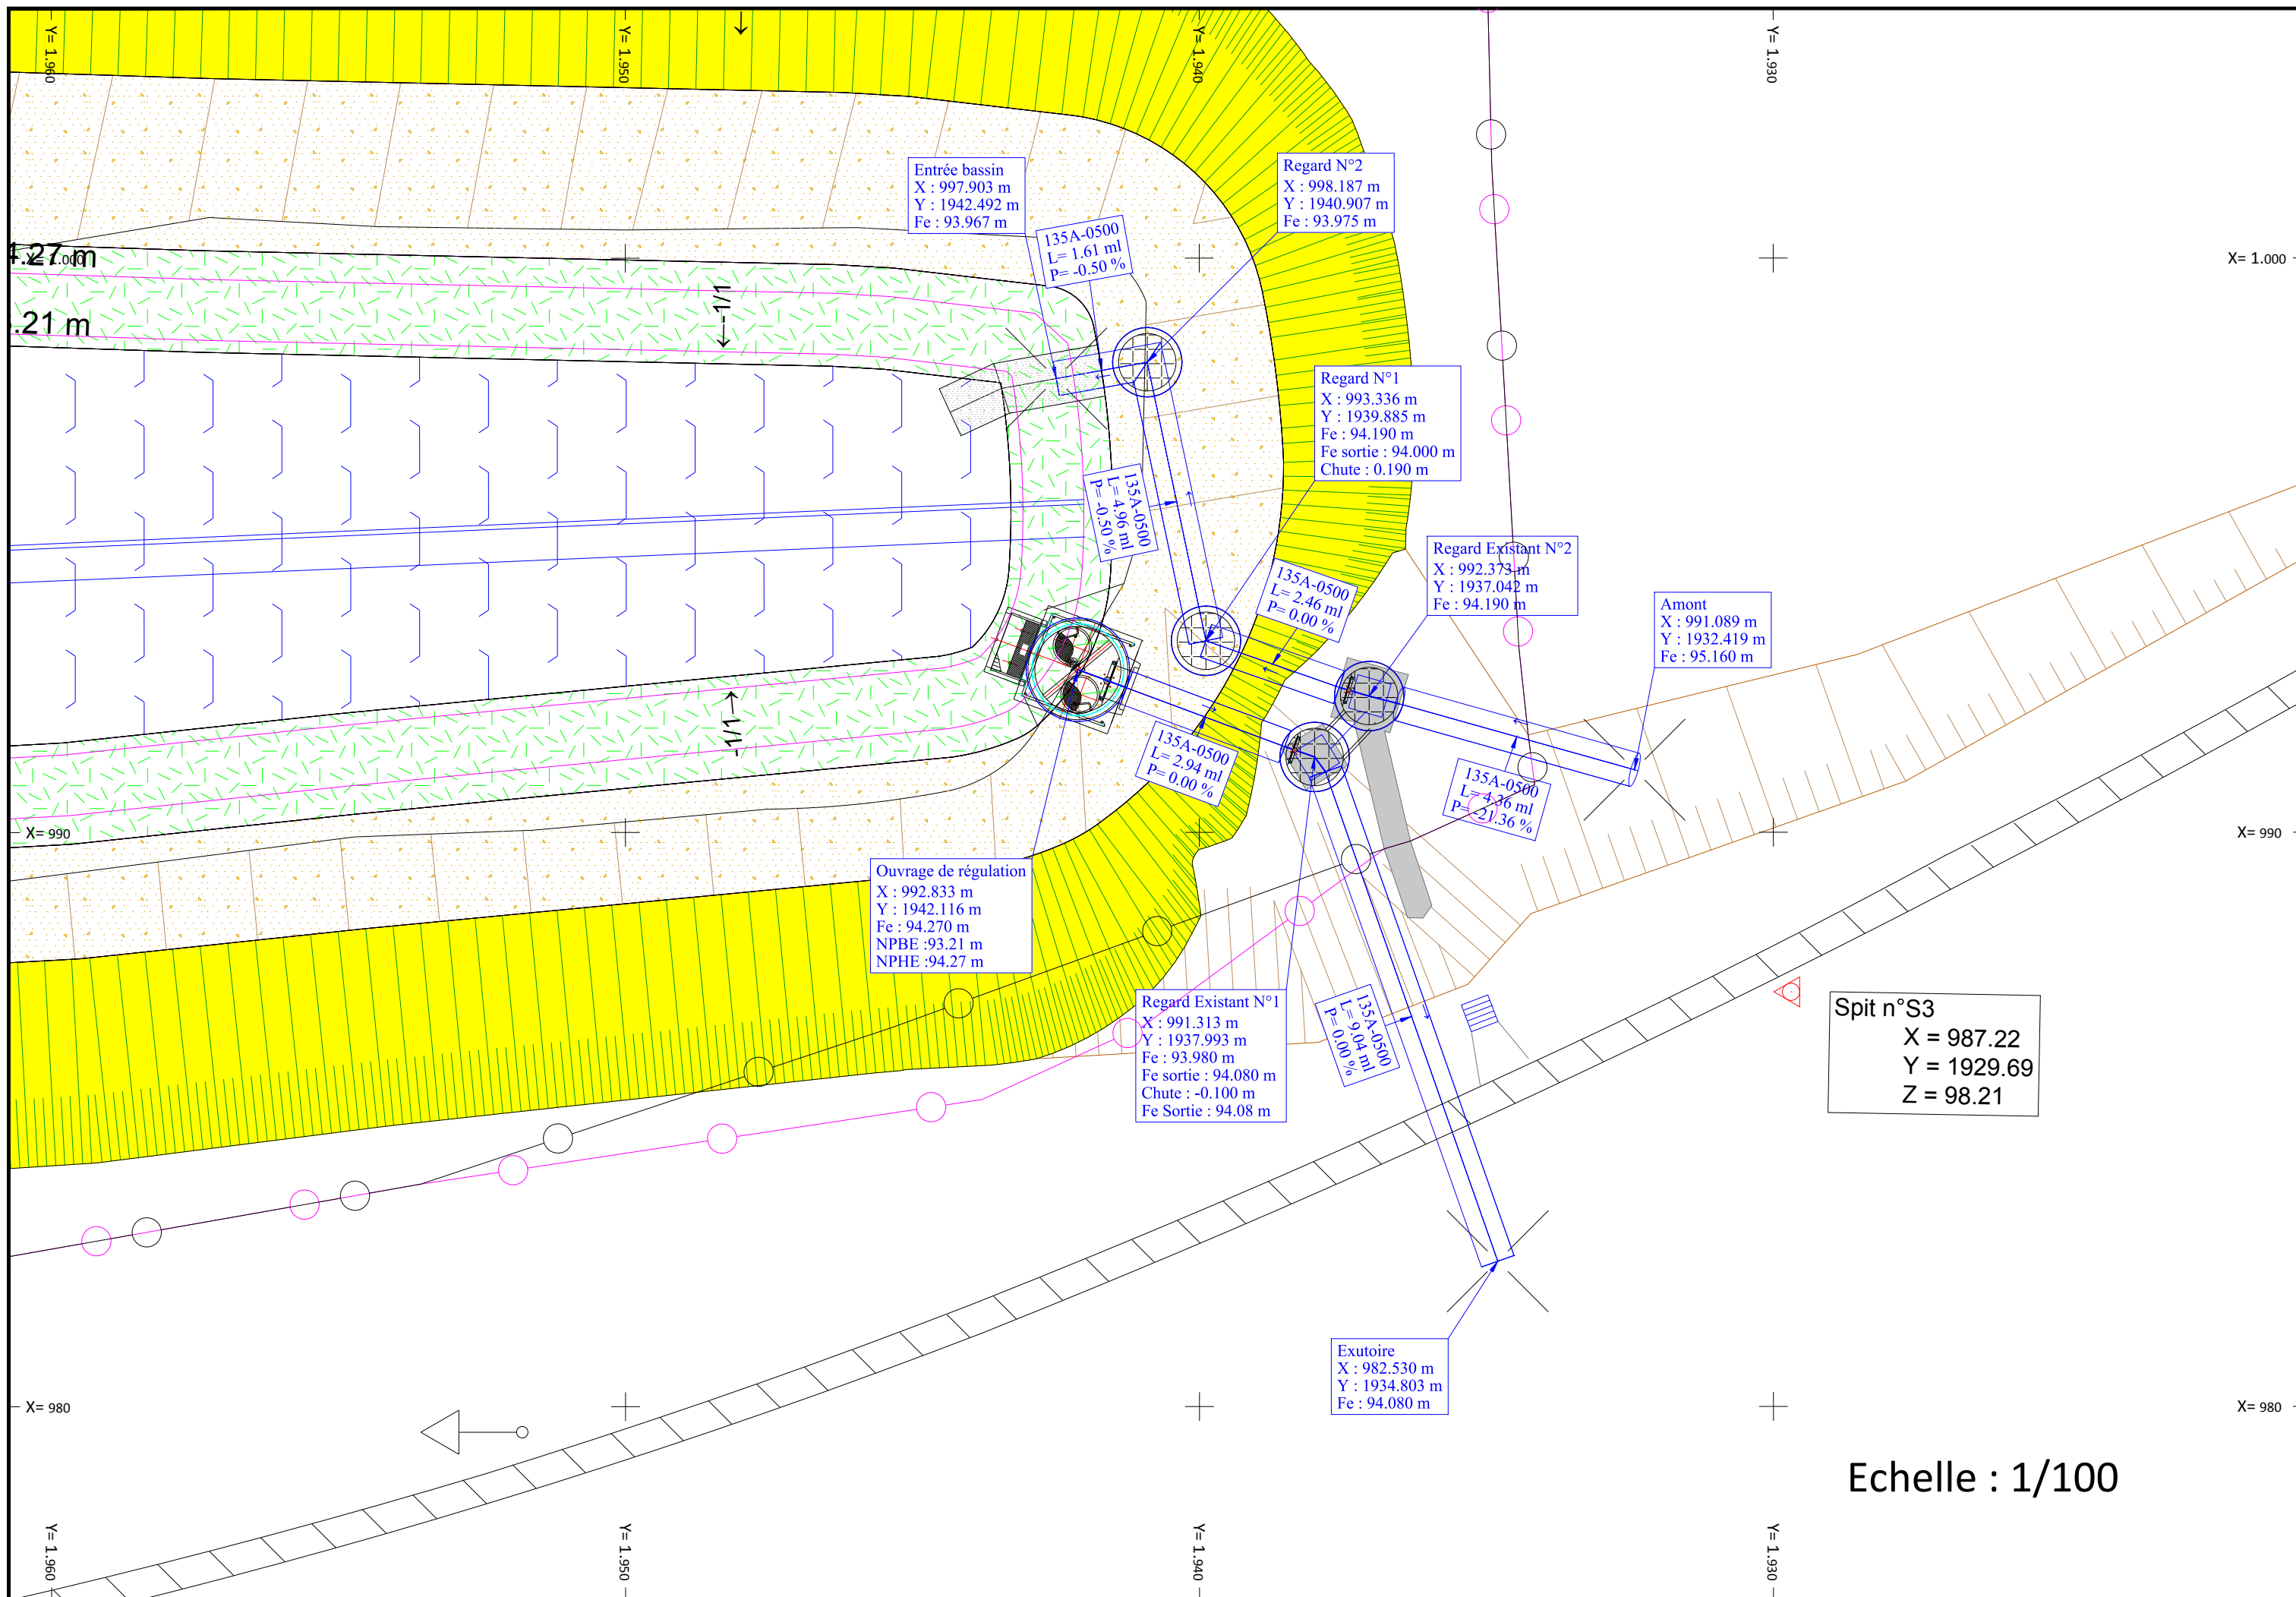 Y= 1.960
Y= 1.950
Y= 1.940
Y= 1.930
Entrée bassin
X : 997.903 m
Y : 1942.492 m
Fe : 93.967 m
Regard N°2
X : 998.187 m
Y : 1940.907 m
Fe : 93.975 m
135A-0500
L= 1.61 ml
P= -0.50 %
4.27 m
X= 1.000
X= 1.000
.21 m
-1/1
Regard N°1
X : 993.336 m
Y : 1939.885 m
Fe : 94.190 m
Fe sortie : 94.000 m
Chute : 0.190 m
135A-0500
L= 4.96 ml
P= -0.50 %
Regard Existant N°2
X : 992.373 m
Y : 1937.042 m
Fe : 94.190 m
135A-0500
L= 2.46 ml
P= 0.00 %
Amont
X : 991.089 m
Y : 1932.419 m
Fe : 95.160 m
-1/1
135A-0500
L= 2.94 ml
P= 0.00 %
135A-0500
L= 4.36 ml
P= -21.36 %
X= 990
X= 990
Ouvrage de régulation
X : 992.833 m
Y : 1942.116 m
Fe : 94.270 m
NPBE :93.21 m
NPHE :94.27 m
Regard Existant N°1
X : 991.313 m
Y : 1937.993 m
Fe : 93.980 m
Fe sortie : 94.080 m
Chute : -0.100 m
Fe Sortie : 94.08 m
135A-0500
L= 9.04 ml
P= 0.00 %
Spit n°S3
X = 987.22
Y = 1929.69
Z = 98.21
Exutoire
X : 982.530 m
Y : 1934.803 m
Fe : 94.080 m
X= 980
X= 980
Echelle : 1/100
Y= 1.960
Y= 1.950
Y= 1.940
Y= 1.930